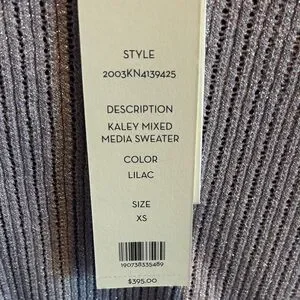 STYLE
2003KN4139425
DESCRIPTION
KALEY MIXED
MEDIA SWEATER
COLOR
LILAC
SIZE
XS
190738335489
$395.00